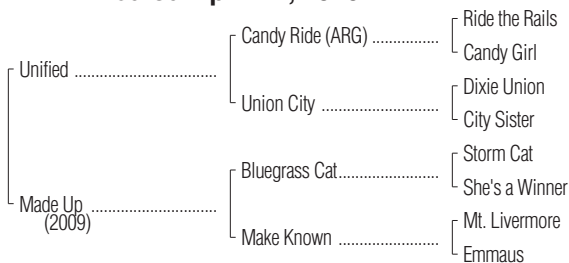 Ride the Rails
Candy Ride (ARG)
Candy Girl
Unified
Dixie Union
Union City
City Sister
Storm Cat
Bluegrass Cat
She's a Winner
Made Up
(2009)
Mt. Livermore
Make Known
Emmaus